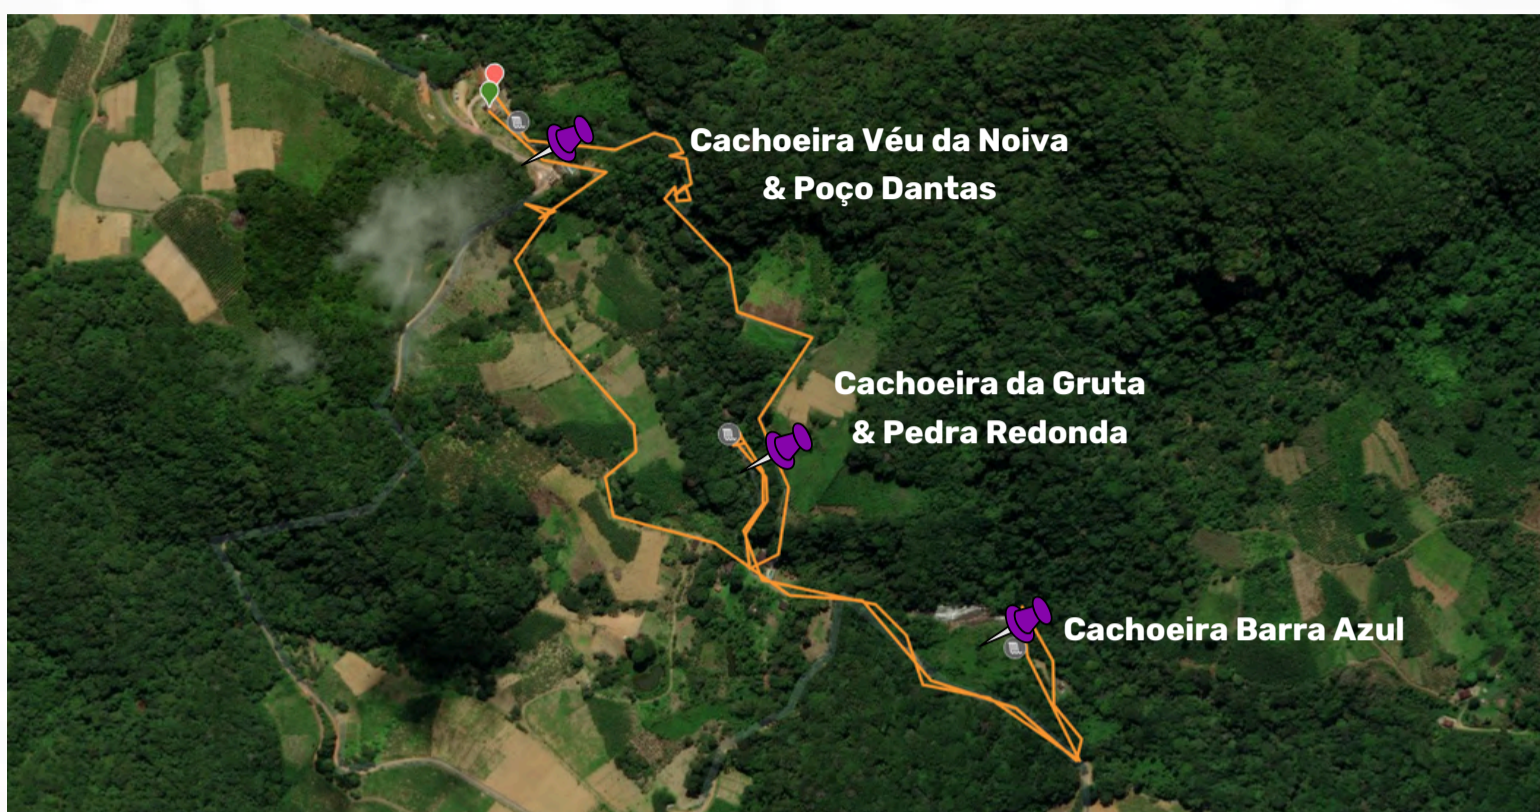 Cachoeira Véu da Noiva
& Poço Dantas
Cachoeira da Gruta
& Pedra Redonda
Cachoeira Barra Azul